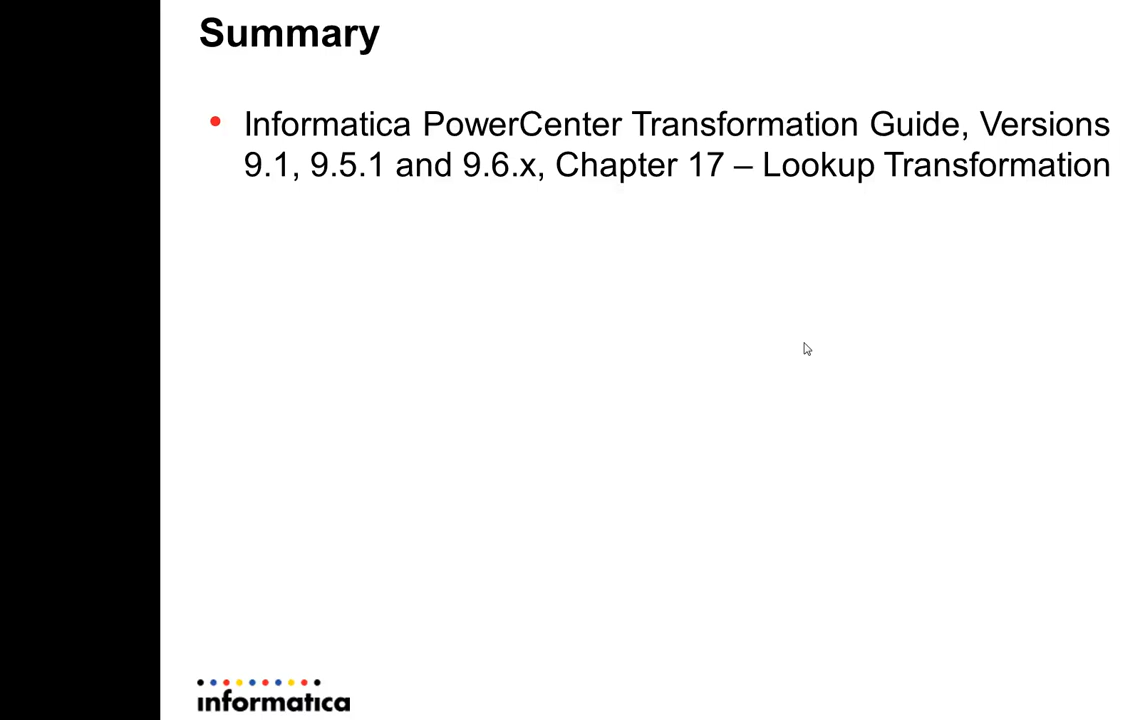 Summary
• Informatica PowerCenter Transformation Guide, Versions
9.1, 9.5.1 and 9.6.x, Chapter 17 – Lookup Transformation
informatica